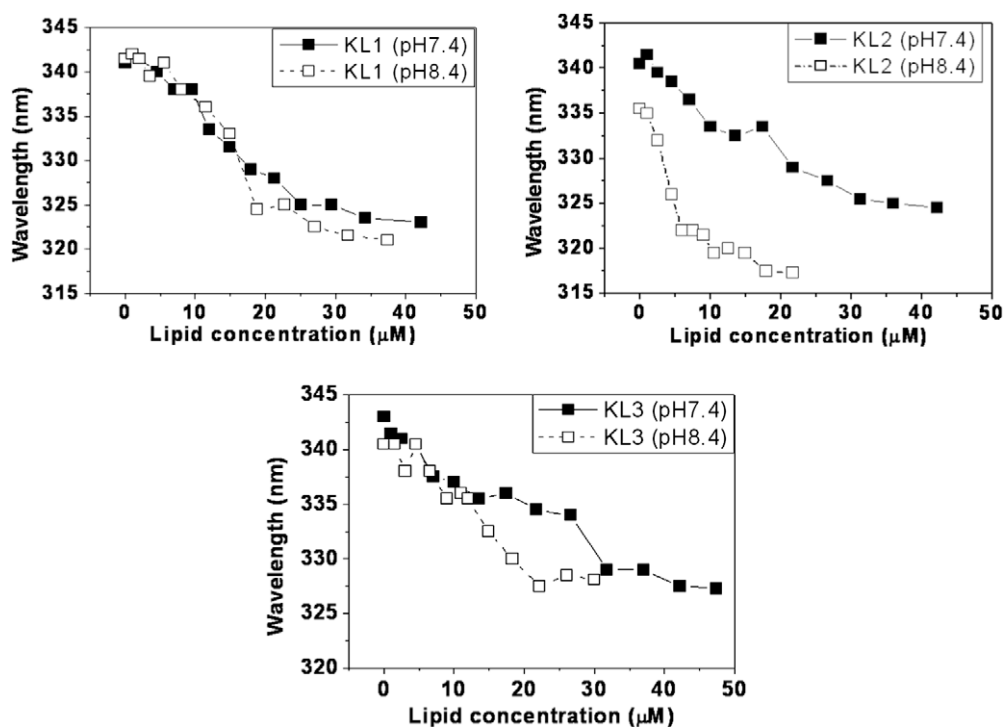 345
340
335
330
325
320
315
Wavelength (nm)
KL1 (pH7.4)
KL1 (pH8.4)
0 10 20 30 40 50
Lipid concentration (μM)
345
340
335
330
325
320
315
Wavelength (nm)
KL2 (pH7.4)
KL2 (pH8.4)
0 10 20 30 40 50
Lipid concentration (μM)
345
340
335
330
325
320
Wavelength (nm)
KL3 (pH7.4)
KL3 (pH8.4)
0 10 20 30 40 50
Lipid concentration (μM)